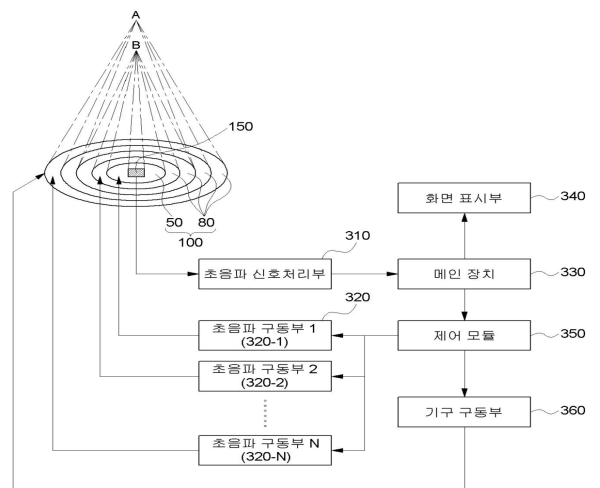 A
B
150
50
80
100
310
초음파 신호처리부
화면 표시부
340
메인 장치
330
320
초음파 구동부 1
(320-1)
제어 모듈
350
초음파 구동부 2
(320-2)
기구 구동부
360
초음파 구동부 N
(320-N)